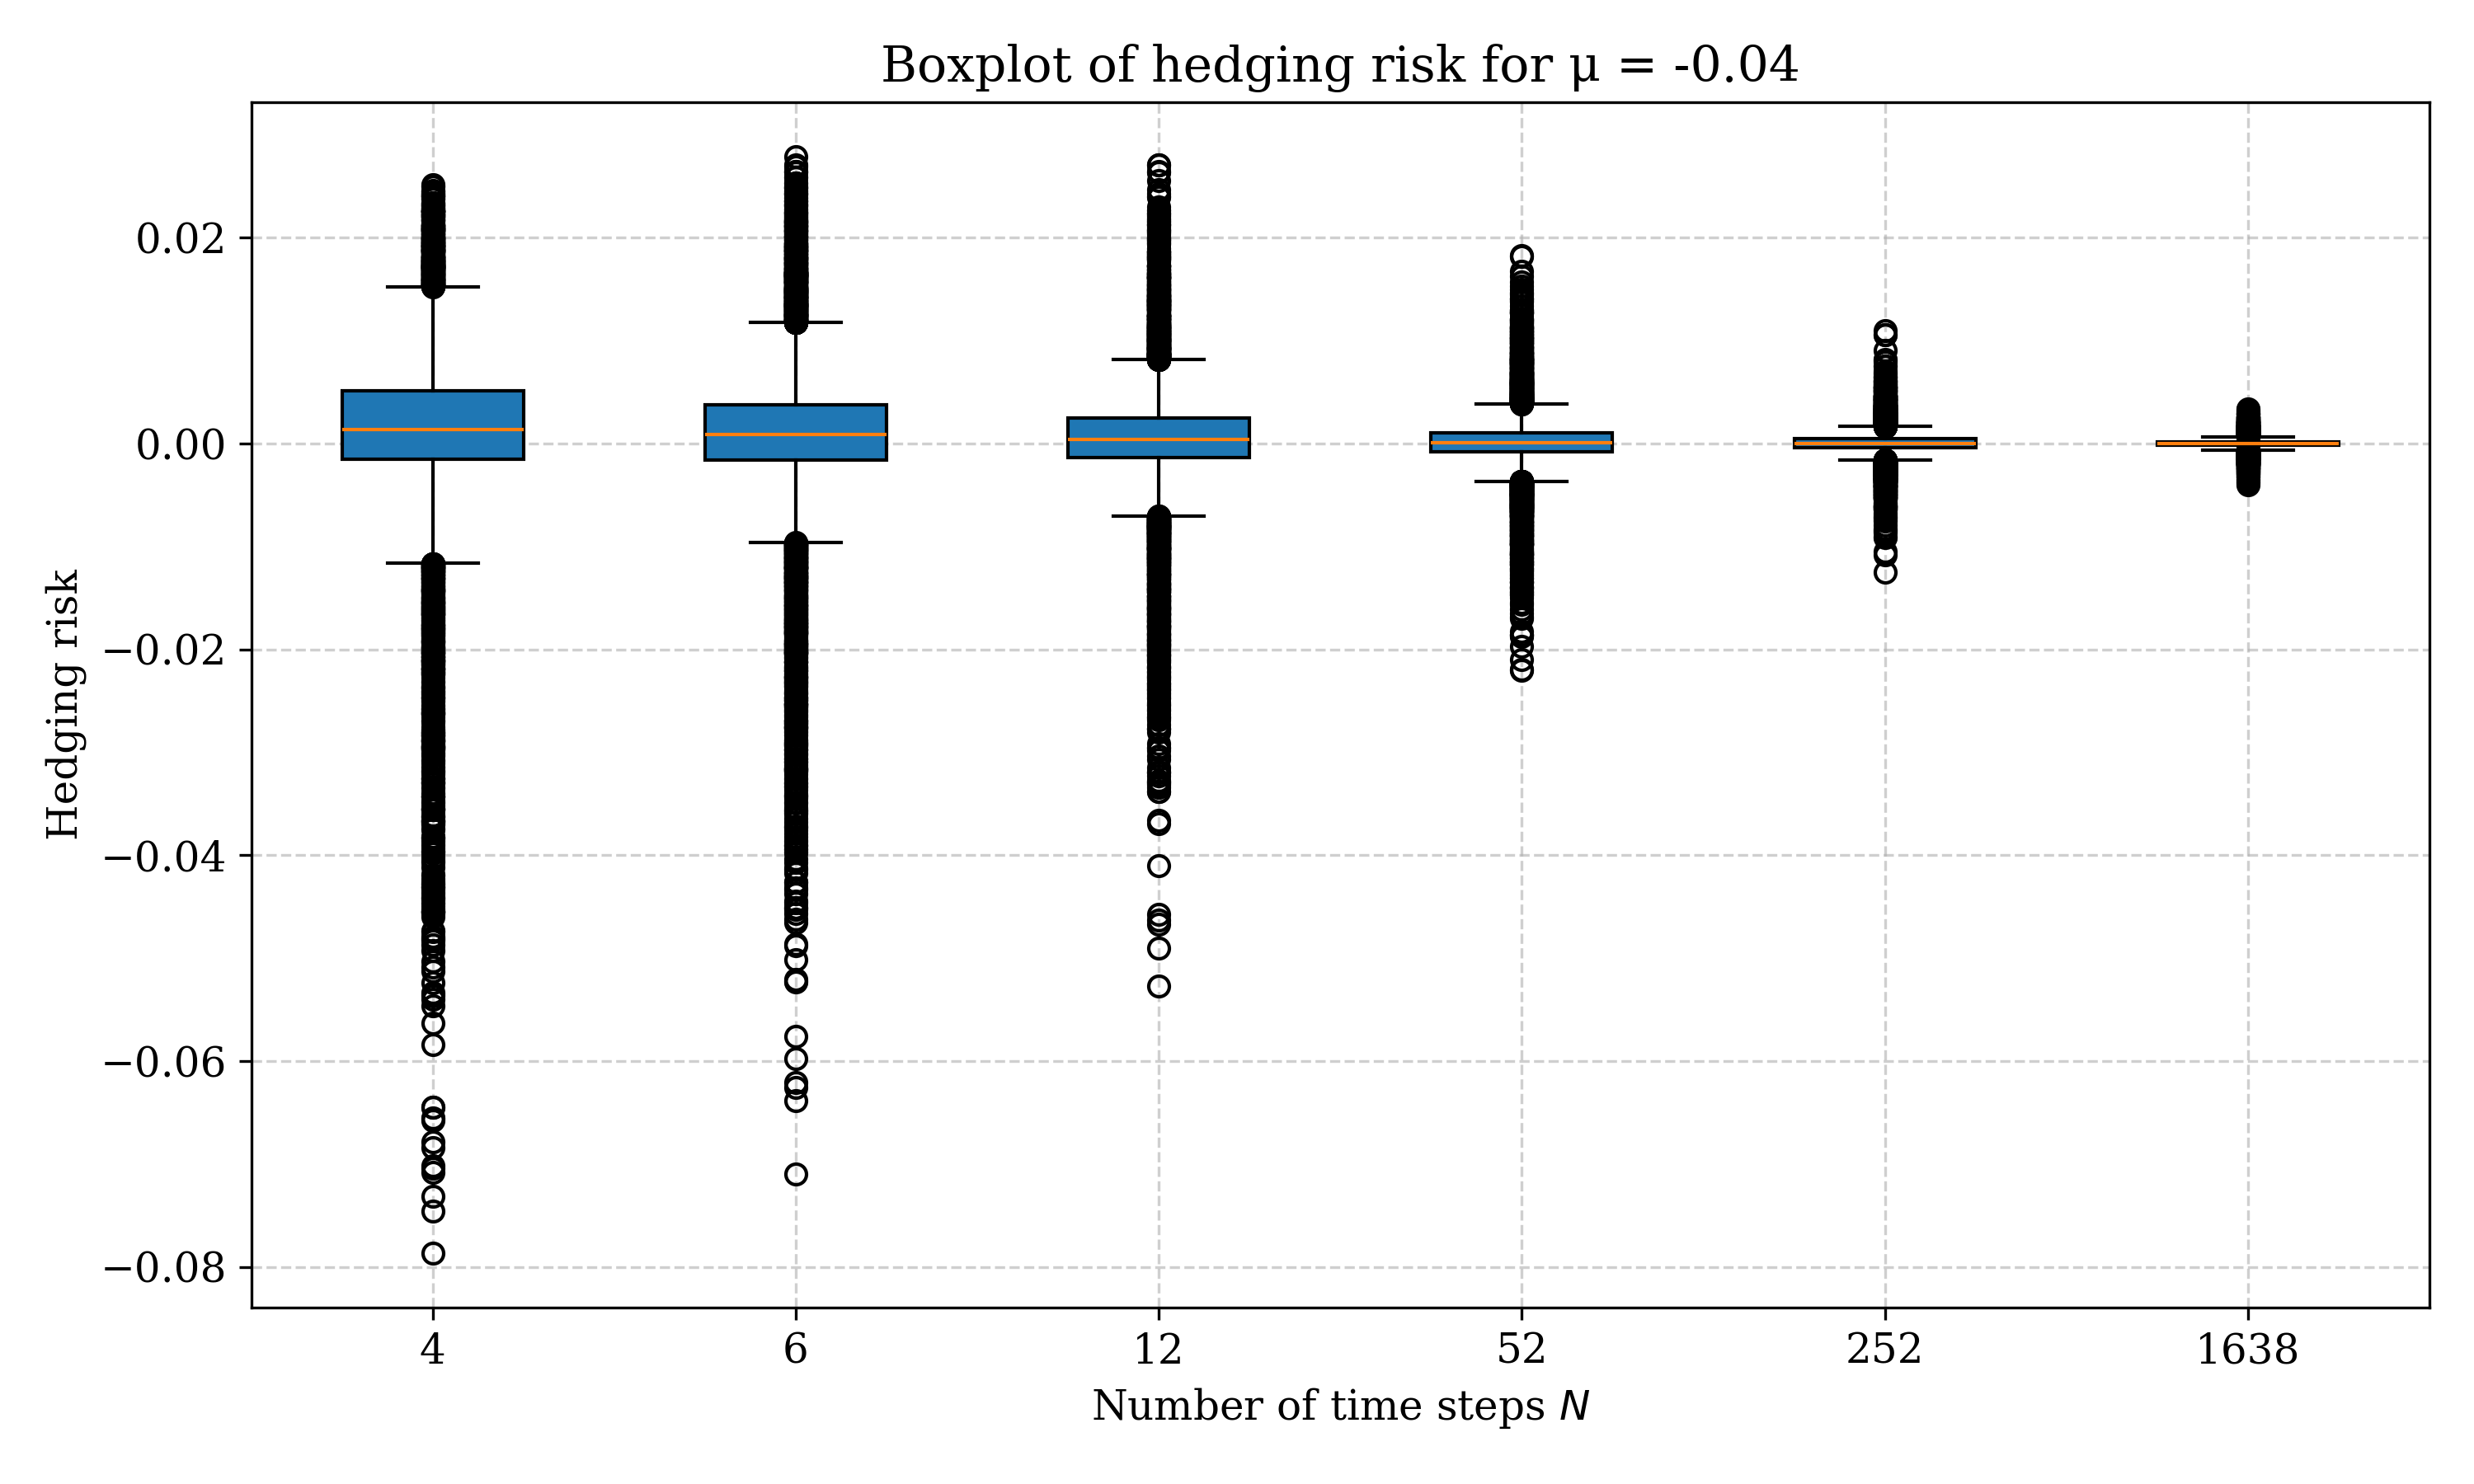 Boxplot of hedging risk for μ = -0.04
Hedging risk
0.02
0.00
−0.02
−0.04
−0.06
−0.08
4 6 12 52 252 1638
Number of time steps N